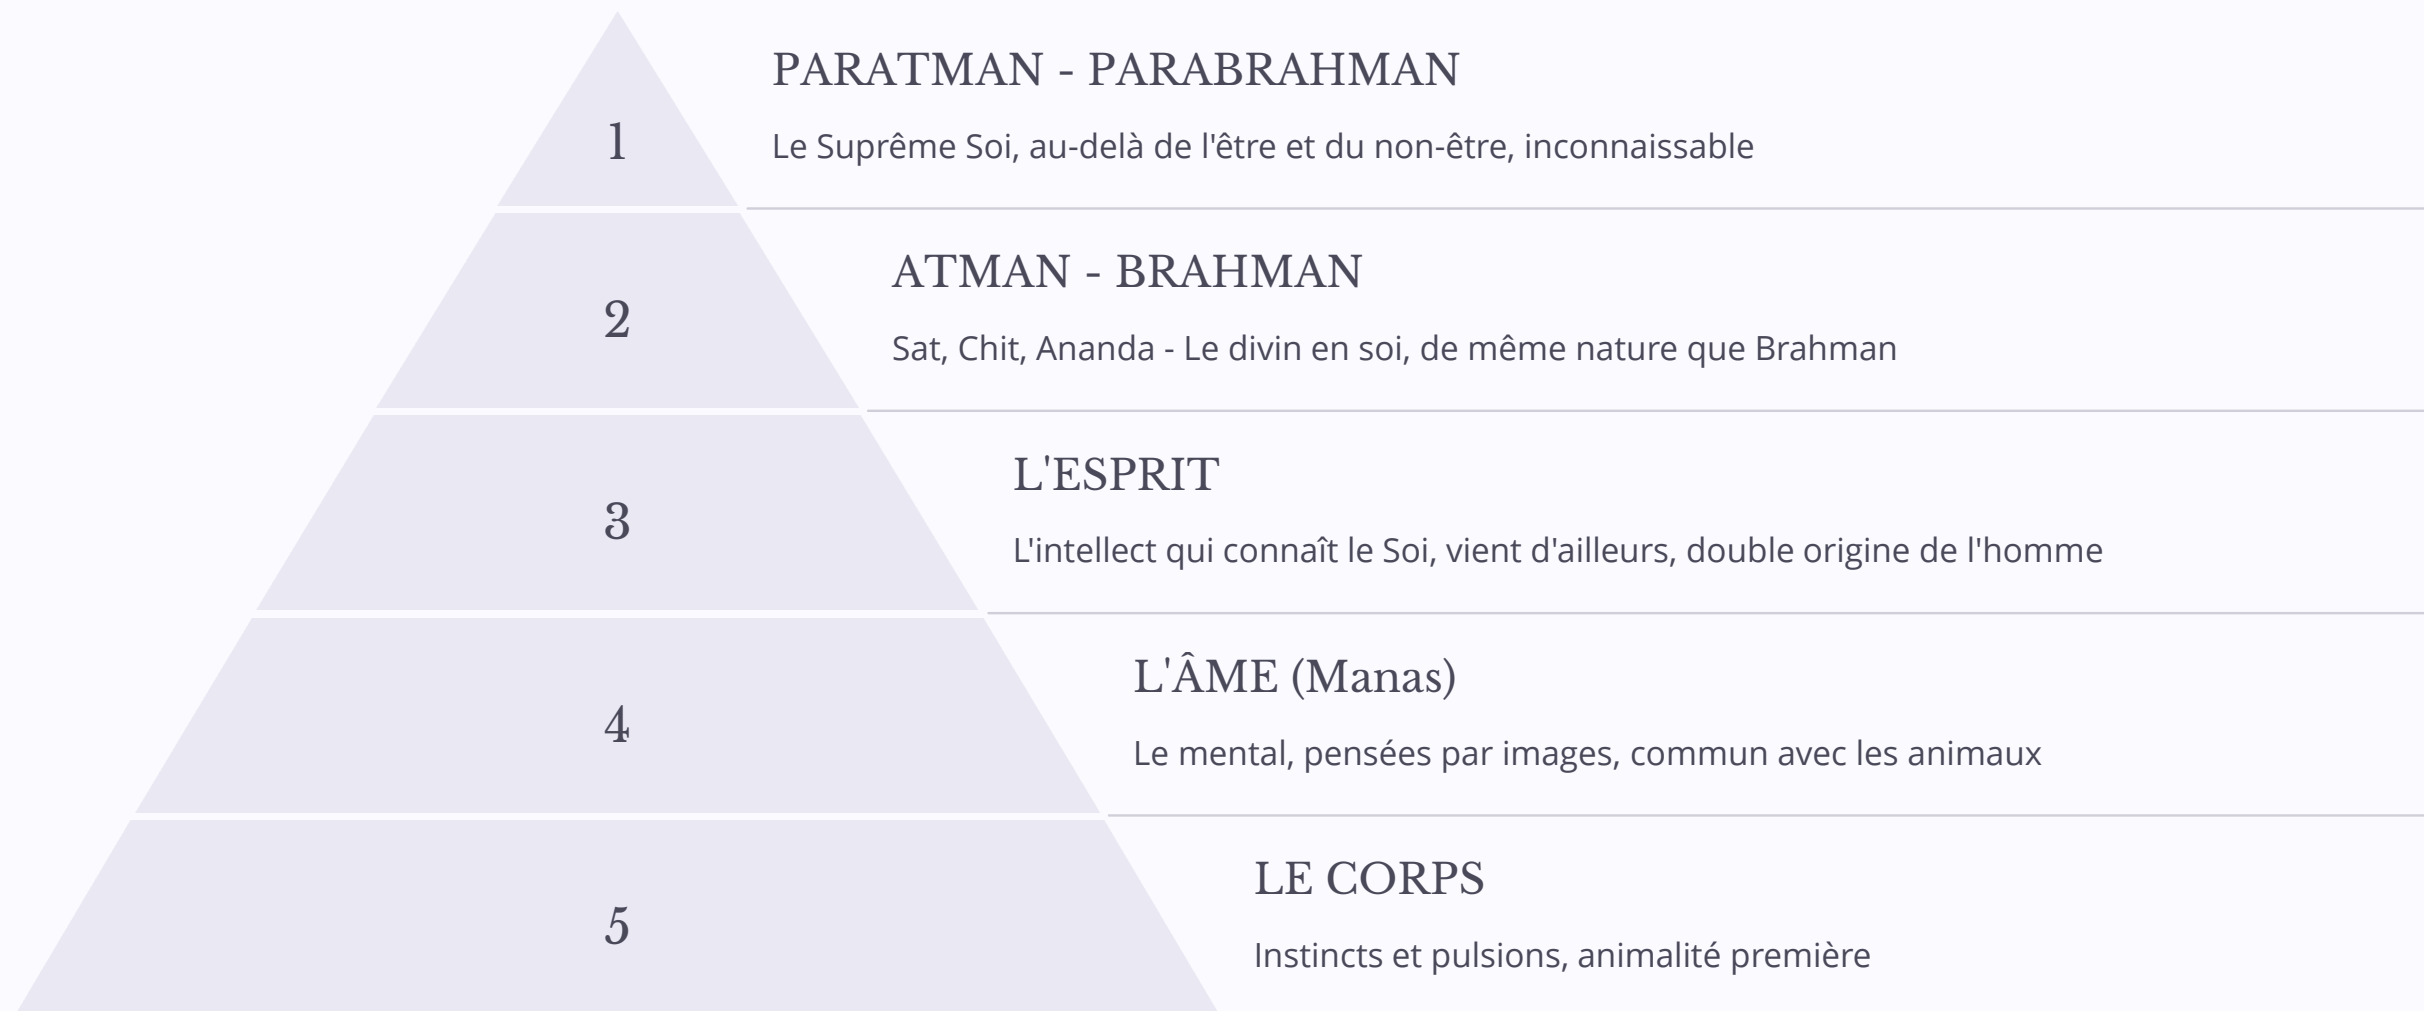 1
PARATMAN - PARABRAHMAN
Le Suprême Soi, au-delà de l'être et du non-être, inconnaissable
2
ATMAN - BRAHMAN
Sat, Chit, Ananda - Le divin en soi, de même nature que Brahman
3
L'ESPRIT
L'intellect qui connaît le Soi, vient d'ailleurs, double origine de l'homme
4
L'ÂME (Manas)
Le mental, pensées par images, commun avec les animaux
5
LE CORPS
Instincts et pulsions, animalité première